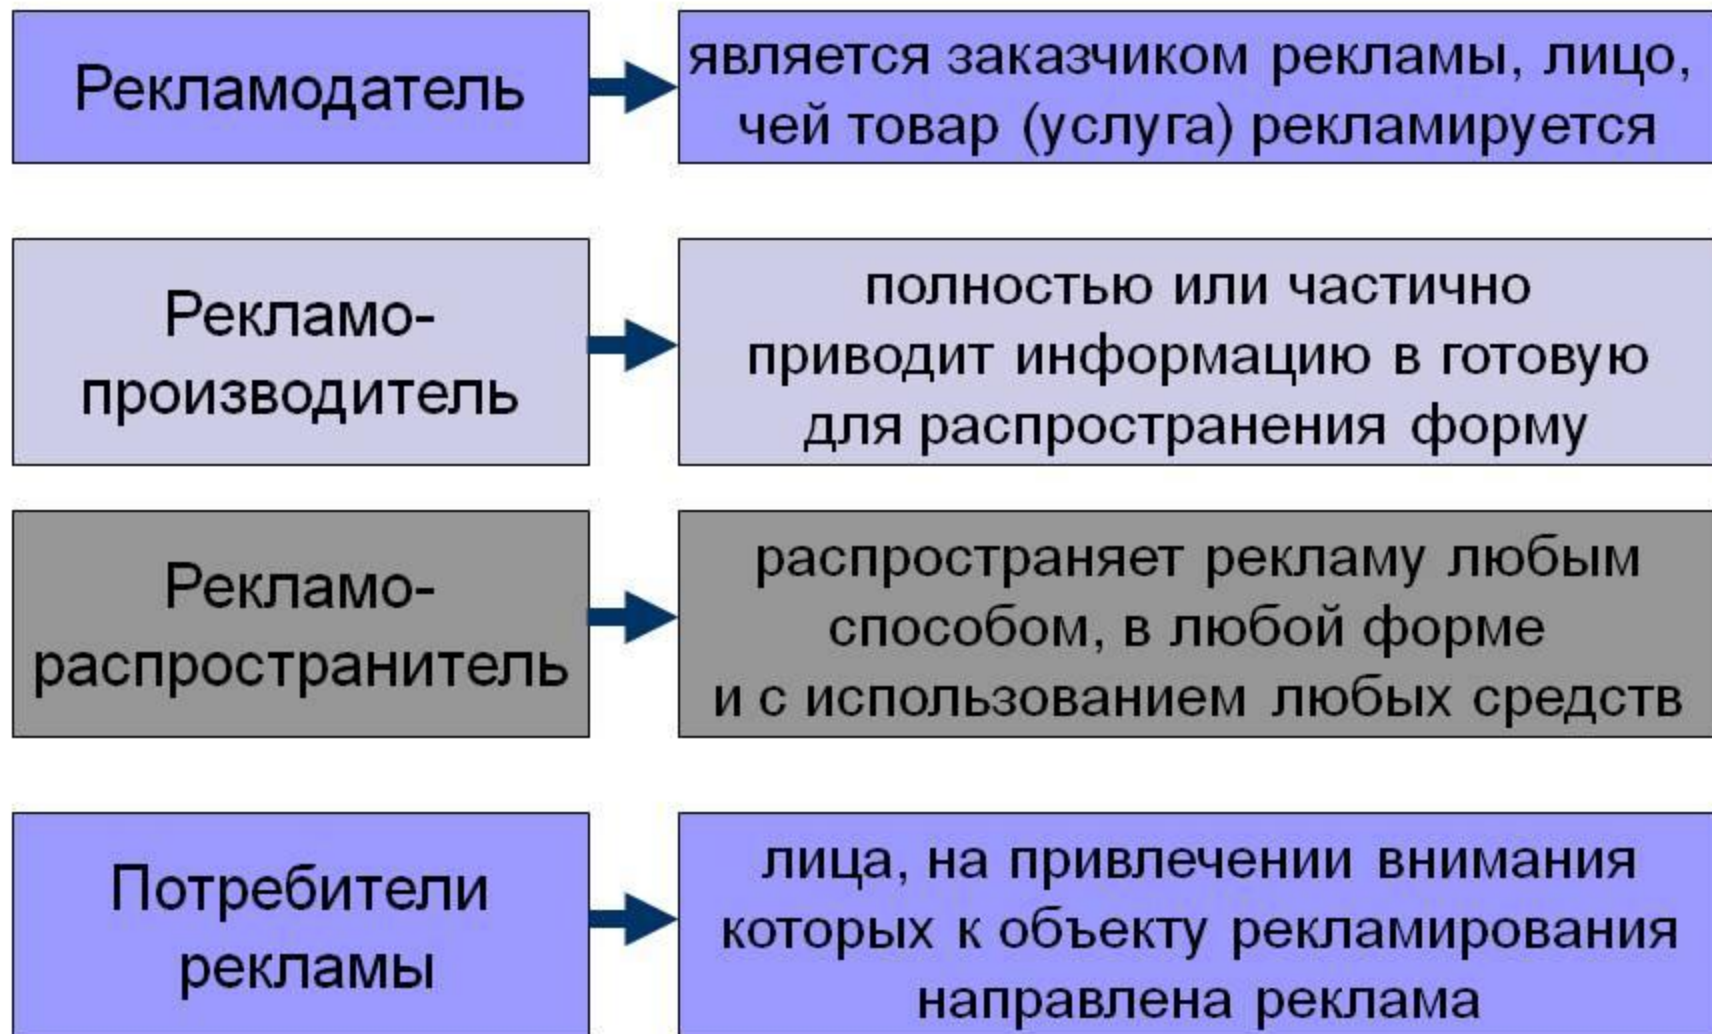 Рекламодатель
является заказчиком рекламы, лицо,
чей товар (услуга) рекламируется
Рекламо-
производитель
полностью или частично
приводит информацию в готовую
для распространения форму
Рекламо-
распространитель
распространяет рекламу любым
способом, в любой форме
и с использованием любых средств
Потребители
рекламы
лица, на привлечении внимания
которых к объекту рекламирования
направлена реклама